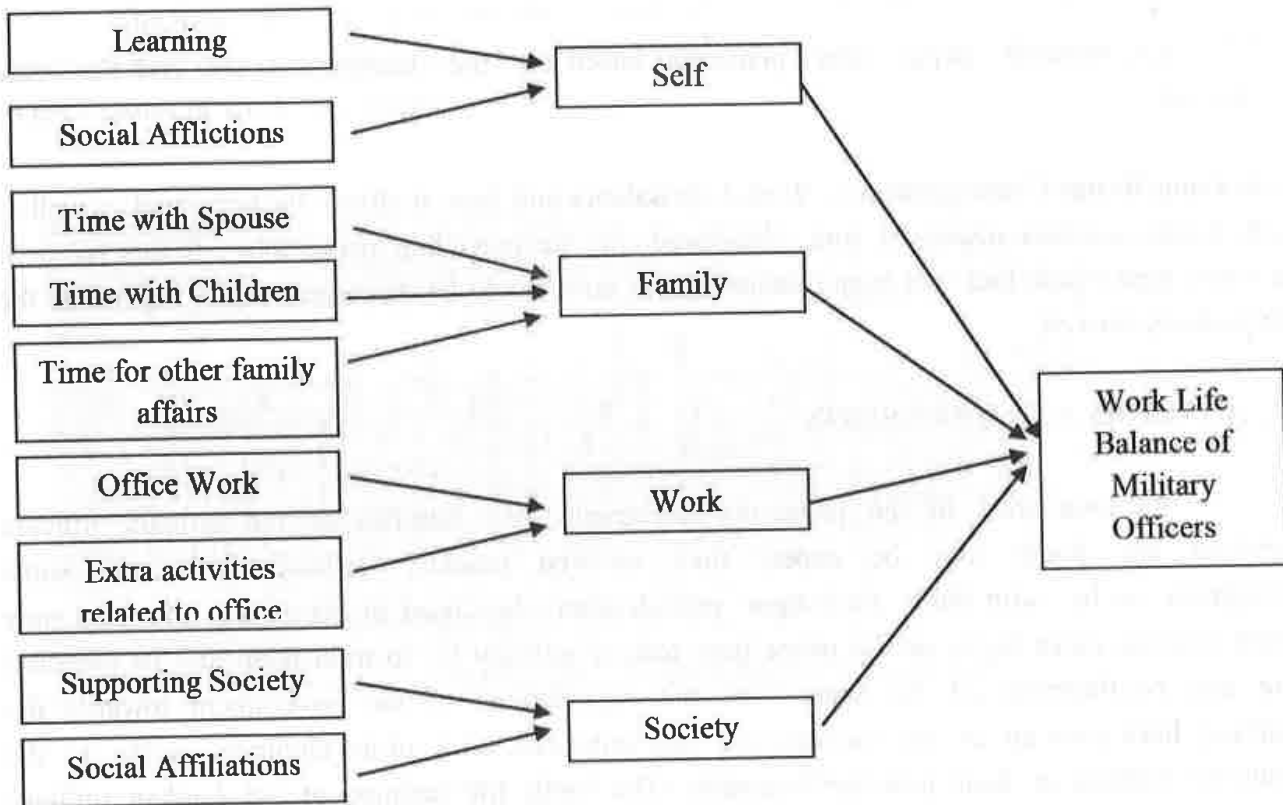 Learning
Social Afflictions
Time with Spouse
Time with Children
Time for other family
affairs
Office Work
Extra activities
related to office
Supporting Society
Social Affiliations
Self
Family
Work
Society
Work Life
Balance of
Military
Officers